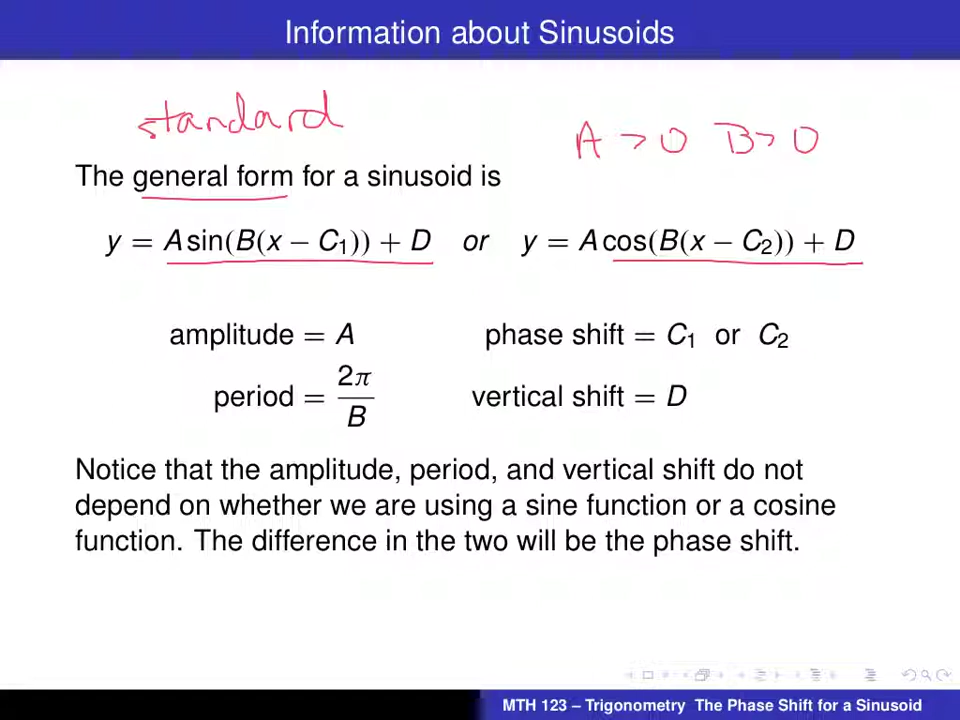 Information about Sinusoids
standard
A > 0 B > 0
The general form for a sinusoid is
y = A sin(B(x − C₁)) + D or y = A cos(B(x − C₂)) + D
amplitude = A phase shift = C₁ or C₂
period = 2π/B vertical shift = D
Notice that the amplitude, period, and vertical shift do not
depend on whether we are using a sine function or a cosine
function. The difference in the two will be the phase shift.
MTH 123 – Trigonometry The Phase Shift for a Sinusoid